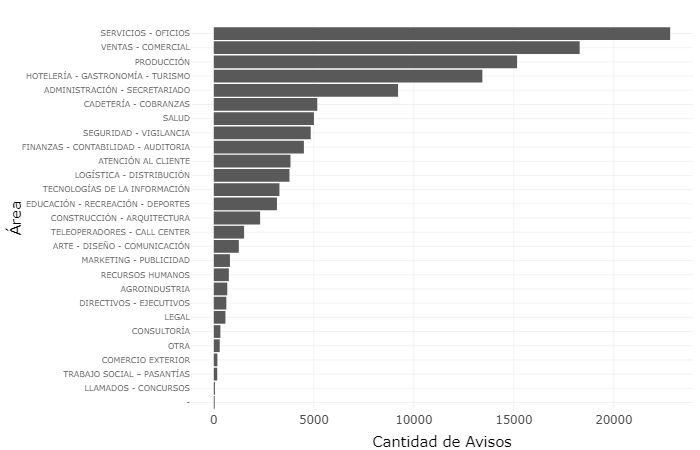 SERVICIOS - OFICIOS
VENTAS - COMERCIAL
PRODUCCIÓN
HOTELERÍA - GASTRONOMÍA - TURISMO
ADMINISTRACIÓN - SECRETARIADO
CADETERÍA - COBRANZAS
SALUD
SEGURIDAD - VIGILANCIA
FINANZAS - CONTABILIDAD - AUDITORIA
ATENCIÓN AL CLIENTE
LOGÍSTICA - DISTRIBUCIÓN
TECNOLOGÍAS DE LA INFORMACIÓN
EDUCACIÓN - RECREACIÓN - DEPORTES
CONSTRUCCIÓN - ARQUITECTURA
TELEOPERADORES - CALL CENTER
ARTE - DISEÑO - COMUNICACIÓN
MARKETING - PUBLICIDAD
RECURSOS HUMANOS
AGROINDUSTRIA
DIRECTIVOS - EJECUTIVOS
LEGAL
CONSULTORÍA
OTRA
COMERCIO EXTERIOR
TRABAJO SOCIAL – PASANTÍAS
LLAMADOS - CONCURSOS
-
Área
0 5000 10000 15000 20000
Cantidad de Avisos